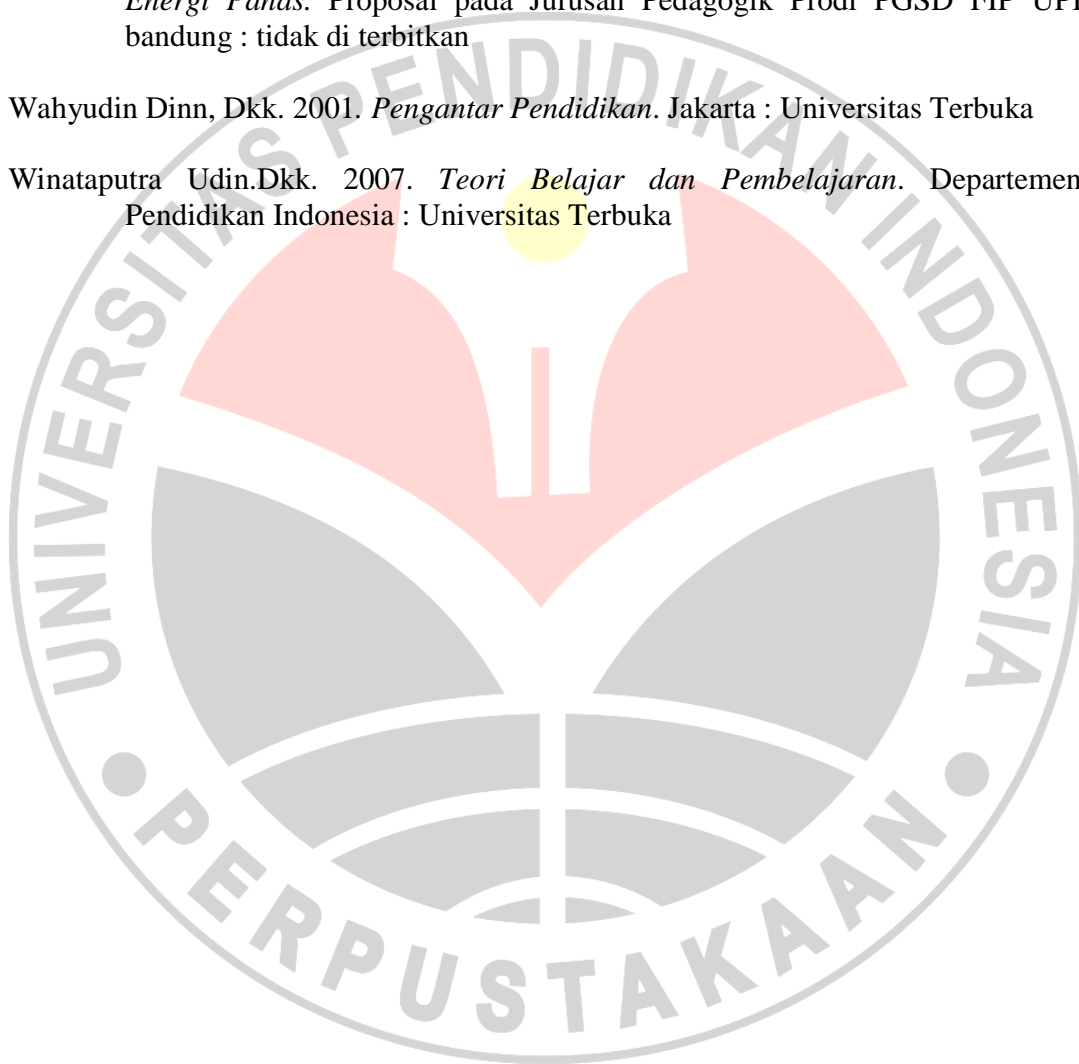 Energi Panas. Proposal pada Jurusan Pedagogik Prodi PGSD FIP UPI
bandung : tidak di terbitkan
Wahyudin Dinn, Dkk. 2001. Pengantar Pendidikan. Jakarta : Universitas Terbuka
Winataputra Udin.Dkk. 2007. Teori Belajar dan Pembelajaran. Departemen
Pendidikan Indonesia : Universitas Terbuka
UNIVERSITAS PENDIDIKAN INDONESIA
PERPUSTAKAAN